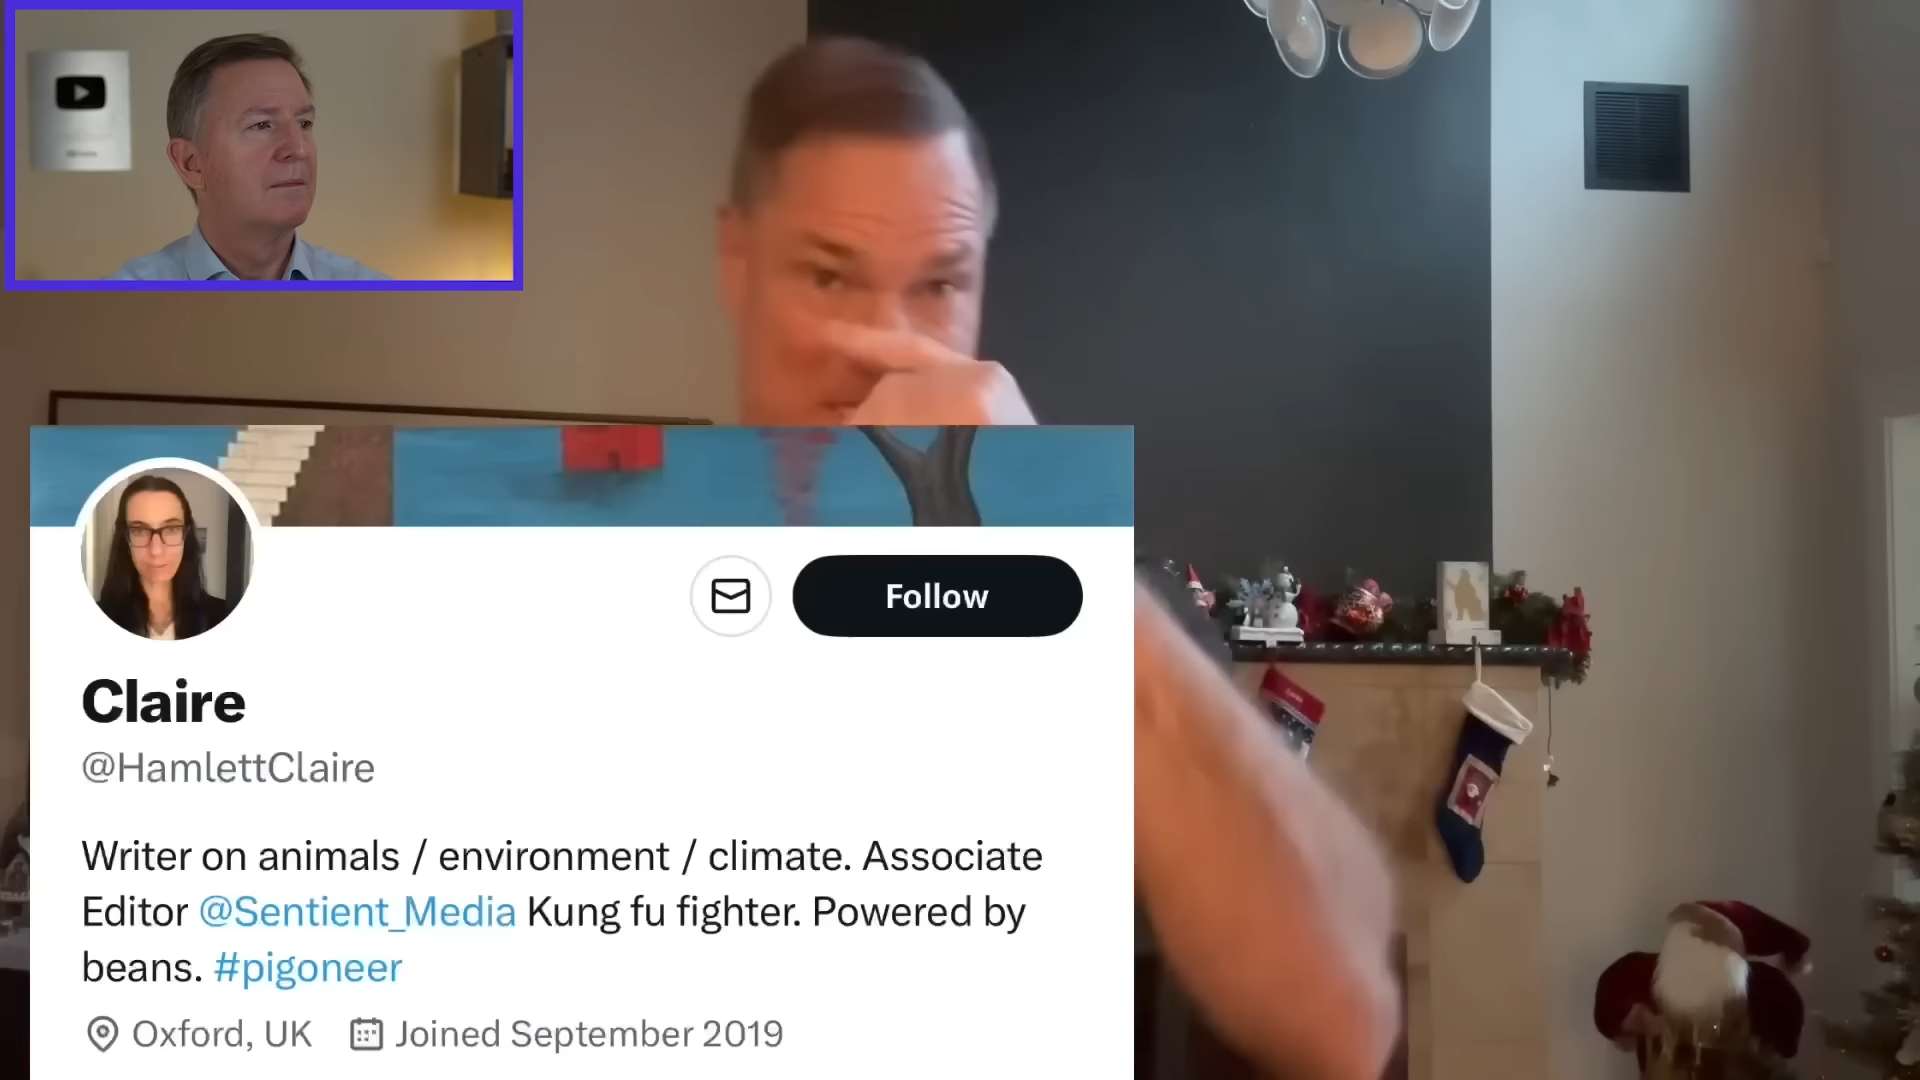 Follow
Claire
@HamlettClaire
Writer on animals / environment / climate. Associate
Editor @Sentient_Media Kung fu fighter. Powered by
beans. #pigoneer
Oxford, UK Joined September 2019